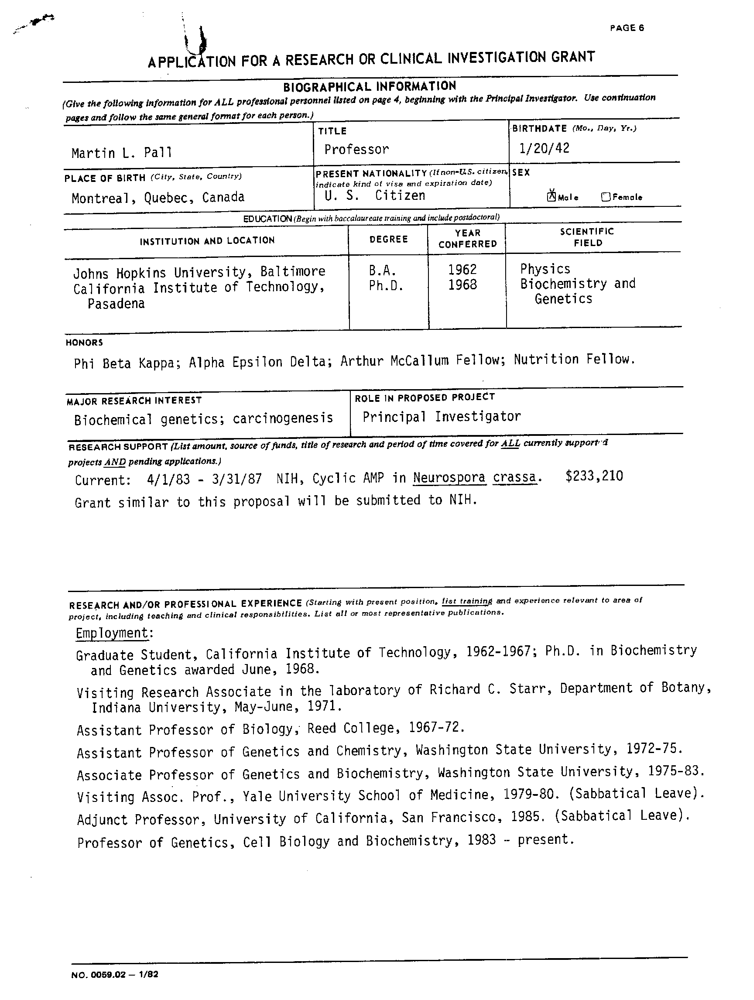 PAGE 6
APPLICATION FOR A RESEARCH OR CLINICAL INVESTIGATION GRANT
BIOGRAPHICAL INFORMATION
(Give the following information for ALL professional personnel listed on page 4, beginning with the Principal Investigator. Use continuation
pages and follow the same general format for each person.)
TITLE
BIRTHDATE (Mo., Day, Yr.)
Martin L. Pall
Professor
1/20/42
PLACE OF BIRTH (City, State, Country)
PRESENT NATIONALITY (If non-U.S. citizen,
indicate kind of visa and expiration date)
SEX
Montreal, Quebec, Canada
U. S. Citizen
X Male Female
EDUCATION (Begin with baccalaureate training and include postdoctoral)
INSTITUTION AND LOCATION
DEGREE
YEAR
CONFERRED
SCIENTIFIC
FIELD
Johns Hopkins University, Baltimore B.A. 1962 Physics
California Institute of Technology, Ph.D. 1968 Biochemistry and
Pasadena Genetics
HONORS
Phi Beta Kappa; Alpha Epsilon Delta; Arthur McCallum Fellow; Nutrition Fellow.
MAJOR RESEARCH INTEREST
ROLE IN PROPOSED PROJECT
Biochemical genetics; carcinogenesis
Principal Investigator
RESEARCH SUPPORT (List amount, source of funds, title of research and period of time covered for ALL currently supported
projects AND pending applications.)
Current: 4/1/83 - 3/31/87 NIH, Cyclic AMP in Neurospora crassa. $233,210
Grant similar to this proposal will be submitted to NIH.
RESEARCH AND/OR PROFESSIONAL EXPERIENCE (Starting with present position, list training and experience relevant to area of
project, including teaching and clinical responsibilities. List all or most representative publications.
Employment:
Graduate Student, California Institute of Technology, 1962-1967; Ph.D. in Biochemistry
and Genetics awarded June, 1968.
Visiting Research Associate in the laboratory of Richard C. Starr, Department of Botany,
Indiana University, May-June, 1971.
Assistant Professor of Biology, Reed College, 1967-72.
Assistant Professor of Genetics and Chemistry, Washington State University, 1972-75.
Associate Professor of Genetics and Biochemistry, Washington State University, 1975-83.
Visiting Assoc. Prof., Yale University School of Medicine, 1979-80. (Sabbatical Leave).
Adjunct Professor, University of California, San Francisco, 1985. (Sabbatical Leave).
Professor of Genetics, Cell Biology and Biochemistry, 1983 - present.
NO. 0059.02 — 1/82